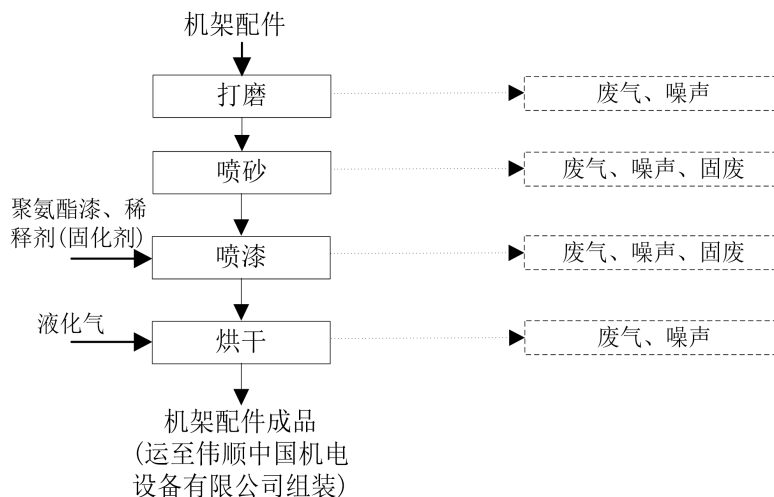 机架配件
打磨
废气、噪声
喷砂
废气、噪声、固废
聚氨酯漆、稀
释剂(固化剂)
喷漆
废气、噪声、固废
液化气
烘干
废气、噪声
机架配件成品
(运至伟顺中国机电
设备有限公司组装)